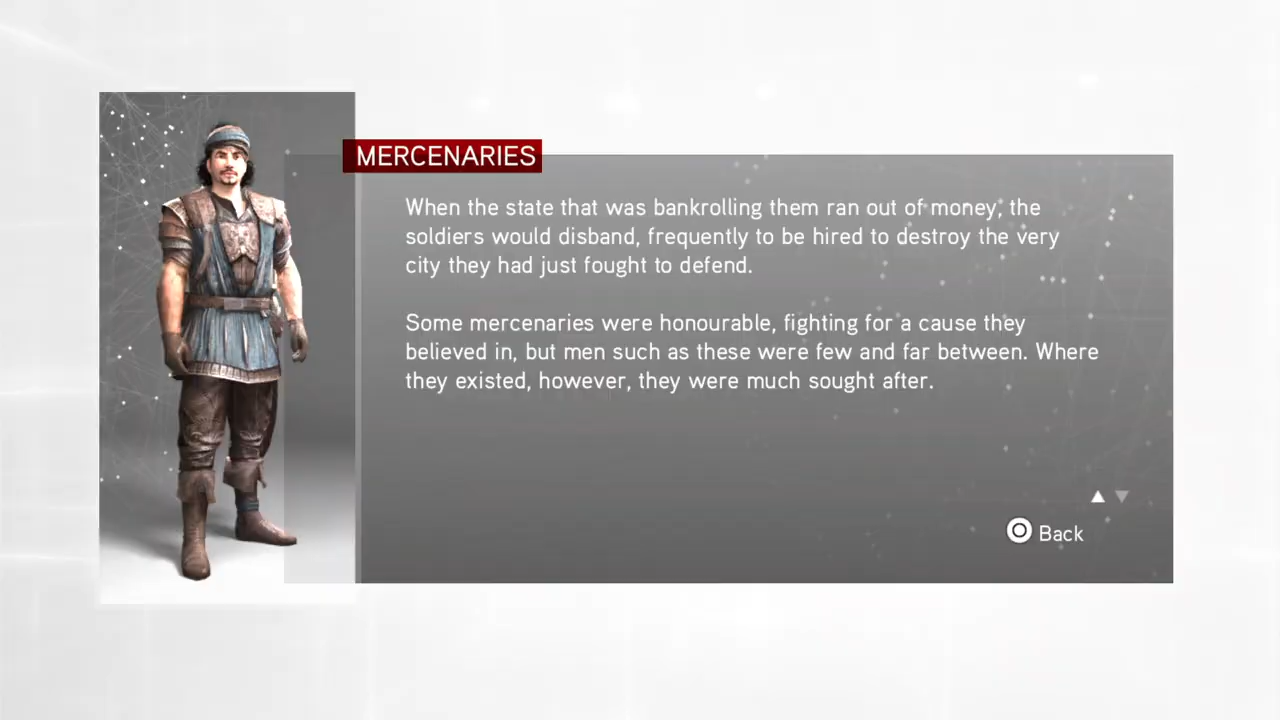 MERCENARIES
When the state that was bankrolling them ran out of money, the
soldiers would disband, frequently to be hired to destroy the very
city they had just fought to defend.
Some mercenaries were honourable, fighting for a cause they
believed in, but men such as these were few and far between. Where
they existed, however, they were much sought after.
Back